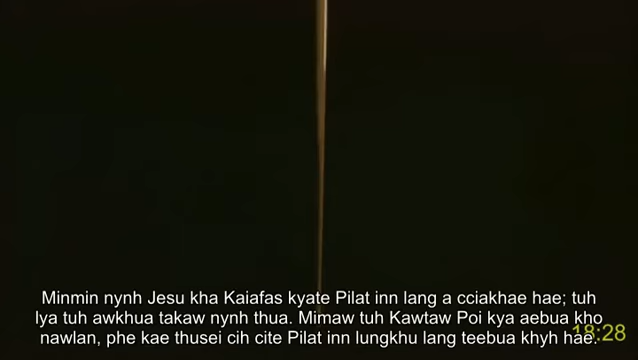 Minmin nynh Jesu kha Kaiafas kyate Pilat inn lang a cciakhae hae; tuh
lya tuh awkhua takaw nynh thua. Mimaw tuh Kawtaw Poi kya aebua kho
nawlan, phe kae thusei cih cite Pilat inn lungkhu lang teebua khyh hae.
18:28